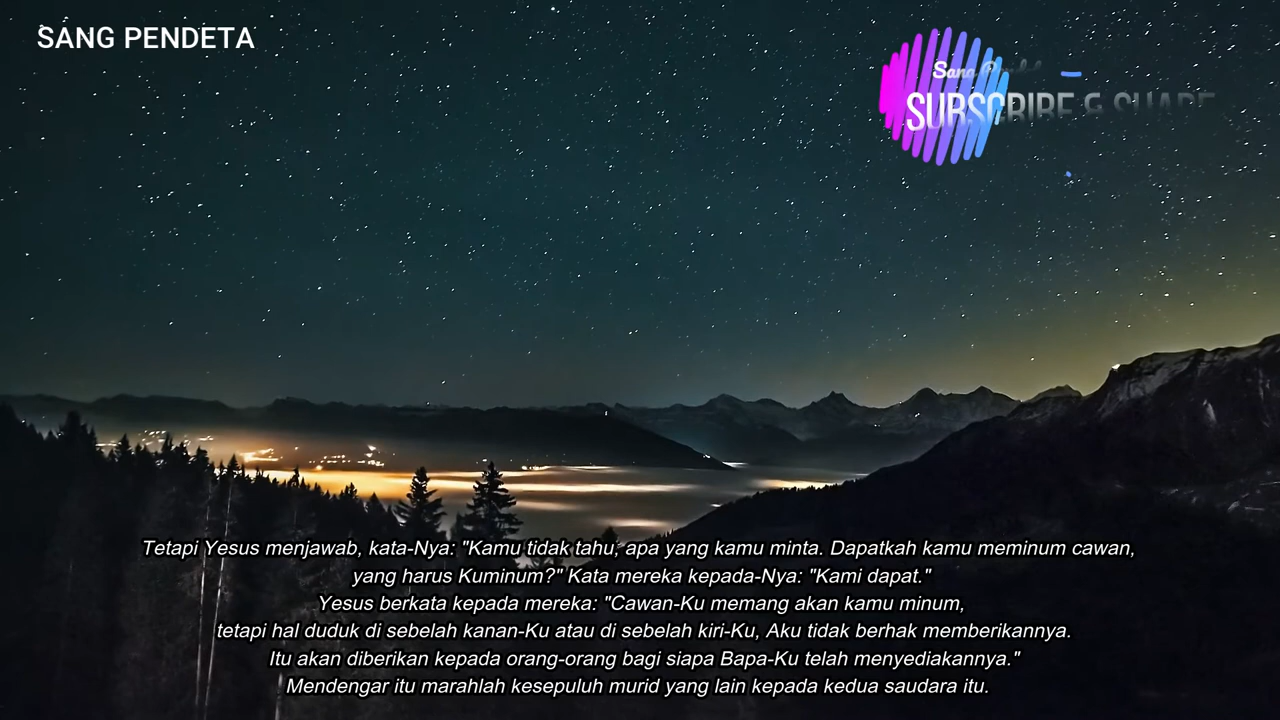 SANG PENDETA
SUBSCRIBE & SHARE
Tetapi Yesus menjawab, kata-Nya: "Kamu tidak tahu, apa yang kamu minta. Dapatkah kamu meminum cawan,
yang harus Kuminum?" Kata mereka kepada-Nya: "Kami dapat."
Yesus berkata kepada mereka: "Cawan-Ku memang akan kamu minum,
tetapi hal duduk di sebelah kanan-Ku atau di sebelah kiri-Ku, Aku tidak berhak memberikannya.
Itu akan diberikan kepada orang-orang bagi siapa Bapa-Ku telah menyediakannya."
Mendengar itu marahlah kesepuluh murid yang lain kepada kedua saudara itu.